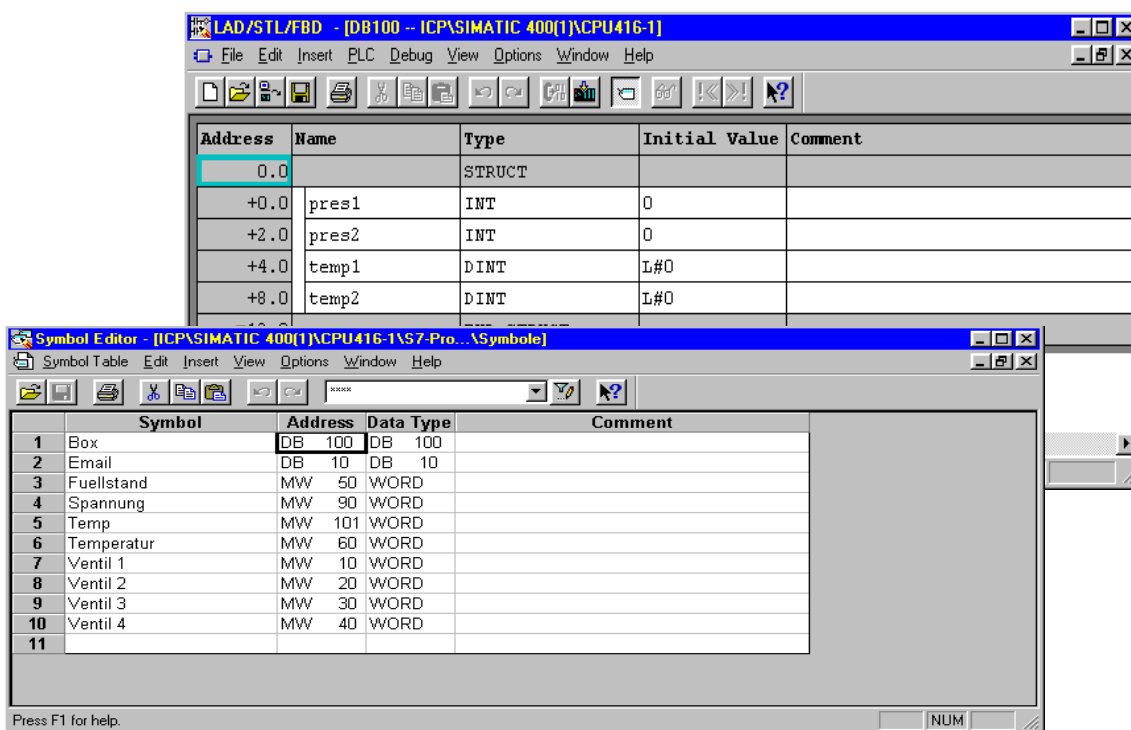 LAD/STL/FBD - [DB100 -- ICP\SIMATIC 400(1)\CPU416-1]
File Edit Insert PLC Debug View Options Window Help
Address Name Type Initial Value Comment
0.0 STRUCT
+0.0 pres1 INT 0
+2.0 pres2 INT 0
+4.0 temp1 DINT L#0
+8.0 temp2 DINT L#0
Symbol Editor - [ICP\SIMATIC 400(1)\CPU416-1\S7-Pro...\Symbole]
Symbol Table Edit Insert View Options Window Help
****
Symbol Address Data Type Comment
1 Box DB 100 DB 100
2 Email DB 10 DB 10
3 Fuellstand MW 50 WORD
4 Spannung MW 90 WORD
5 Temp MW 101 WORD
6 Temperatur MW 60 WORD
7 Ventil 1 MW 10 WORD
8 Ventil 2 MW 20 WORD
9 Ventil 3 MW 30 WORD
10 Ventil 4 MW 40 WORD
11
Press F1 for help. NUM